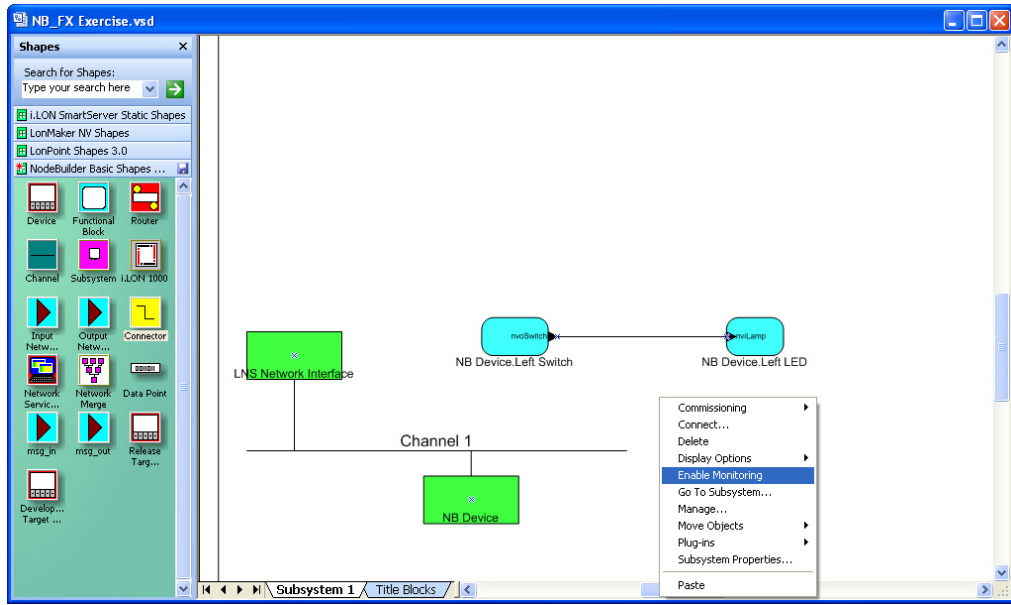 NB_FX Exercise.vsd
Shapes
Search for Shapes:
Type your search here
i.LON SmartServer Static Shapes
LonMaker NV Shapes
LonPoint Shapes 3.0
NodeBuilder Basic Shapes ...
Device
Functional Block
Router
Channel
Subsystem
i.LON 1000
Input Netw...
Output Netw...
Connector
Network Servic...
Network Merge
Data Point
msg_in
msg_out
Release Targ...
Develop... Target ...
LNS Network Interface
Channel 1
NB Device
nvoSwitch
NB Device.Left Switch
nviLamp
NB Device.Left LED
Commissioning
Connect...
Delete
Display Options
Enable Monitoring
Go To Subsystem...
Manage...
Move Objects
Plug-ins
Subsystem Properties...
Paste
Subsystem 1
Title Blocks